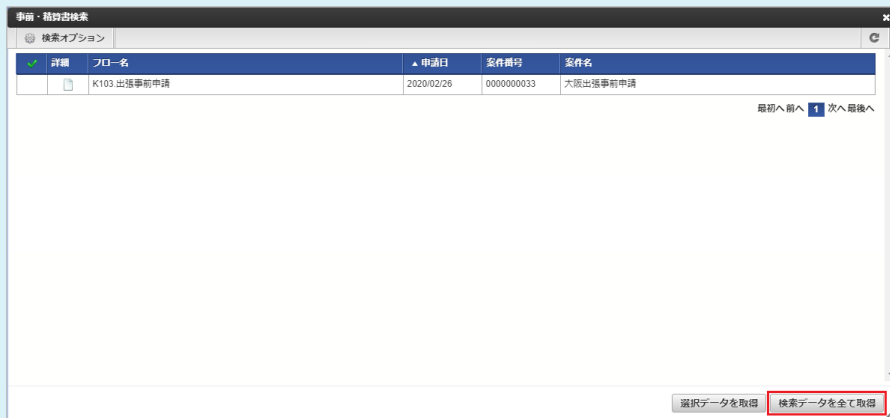 事前・積算書検索
検索オプション
詳細 フロー名 ▲ 申請日 案件番号 案件名
K103.出張事前申請 2020/02/26 0000000033 大阪出張事前申請
最初へ 前へ 1 次へ 最後へ
選択データを取得 検索データを全て取得